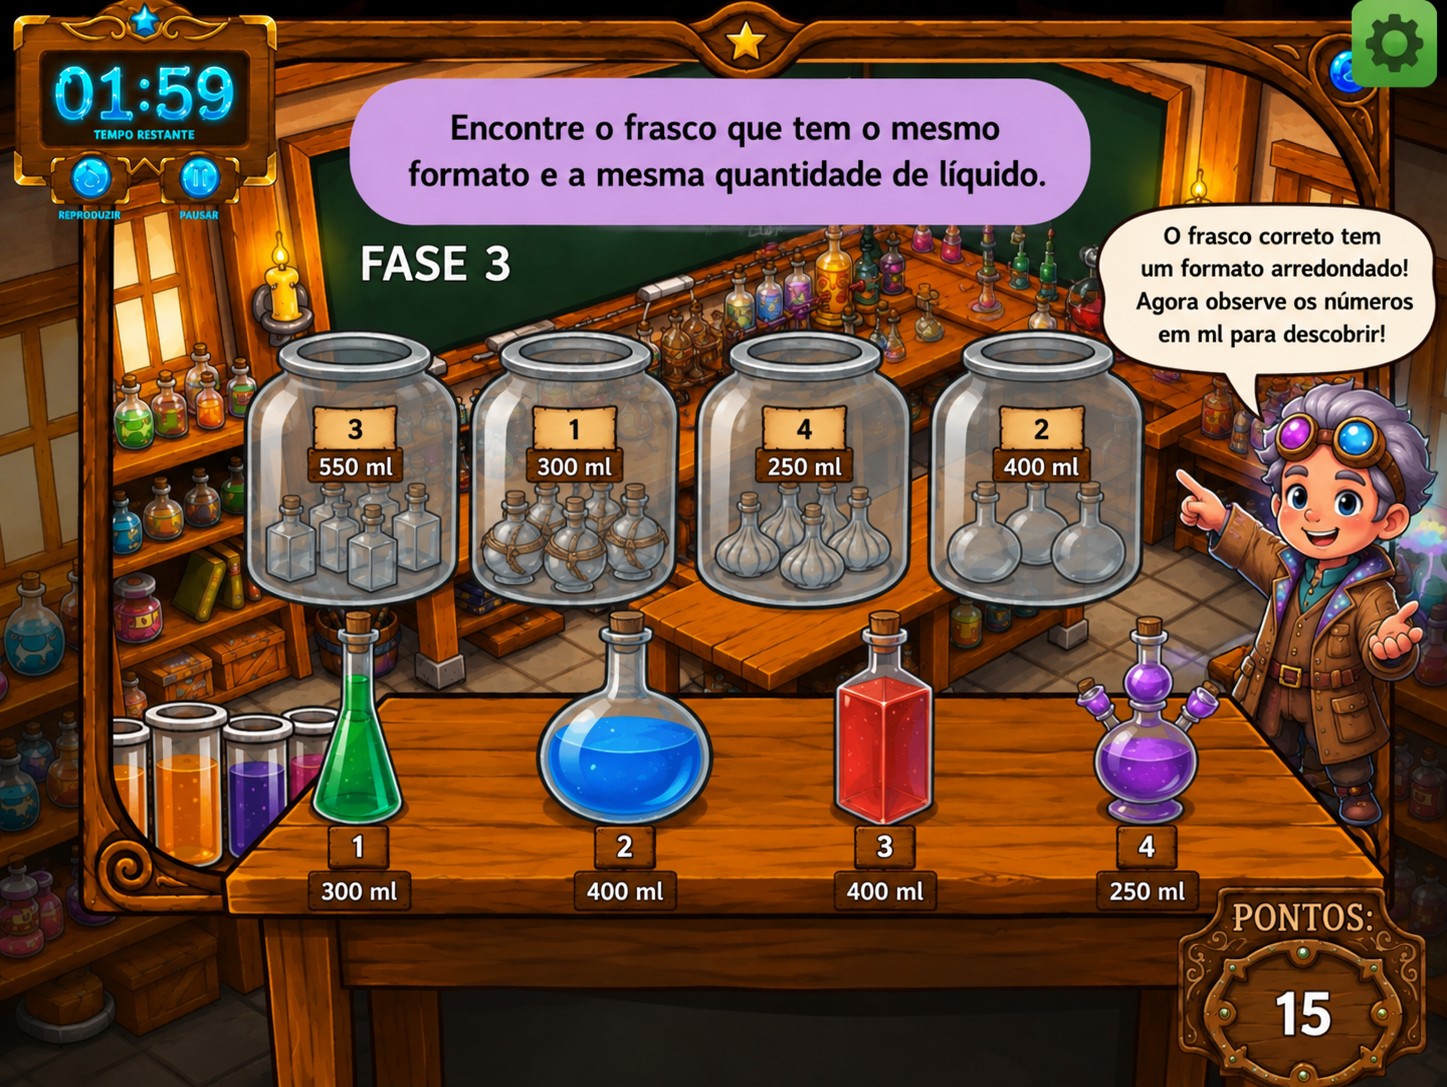 01:59
TEMPO RESTANTE
REPRODUZIR
PAUSAR
Encontre o frasco que tem o mesmo
formato e a mesma quantidade de líquido.
FASE 3
O frasco correto tem
um formato arredondado!
Agora observe os números
em ml para descobrir!
3
550 ml
1
300 ml
4
250 ml
2
400 ml
1
300 ml
2
400 ml
3
400 ml
4
250 ml
PONTOS:
15